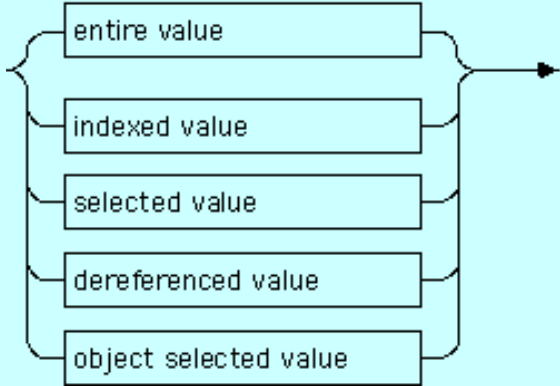 entire value
indexed value
selected value
dereferenced value
object selected value